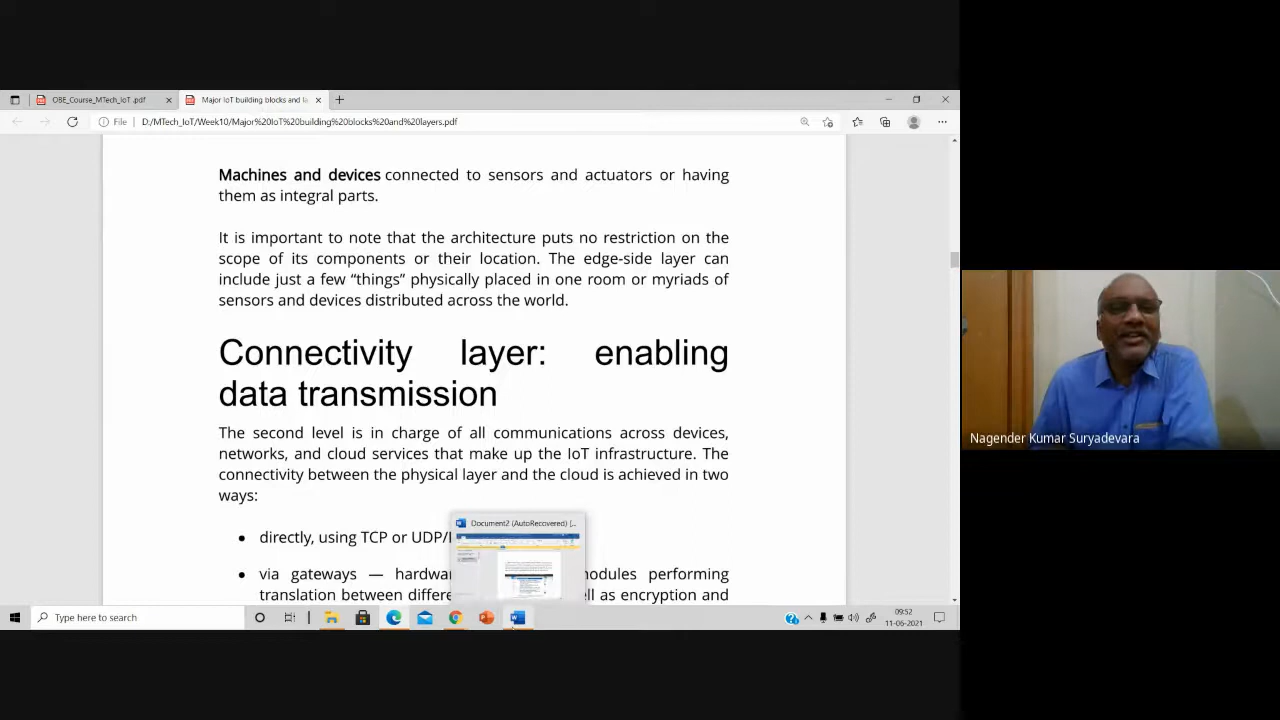 OBE_Course_MTech_IoT .pdf
Major IoT building blocks and la
File
D:/MTech_IoT/Week10/Major%20IoT%20building%20blocks%20and%20layers.pdf
Machines and devices connected to sensors and actuators or having
them as integral parts.
It is important to note that the architecture puts no restriction on the
scope of its components or their location. The edge-side layer can
include just a few “things” physically placed in one room or myriads of
sensors and devices distributed across the world.
Connectivity layer: enabling
data transmission
The second level is in charge of all communications across devices,
networks, and cloud services that make up the IoT infrastructure. The
connectivity between the physical layer and the cloud is achieved in two
ways:
Document2 (AutoRecovered) [...
• directly, using TCP or UDP/
• via gateways — hardwar odules performing
translation between differe ll as encryption and
Type here to search
09:52
11-06-2021
Nagender Kumar Suryadevara